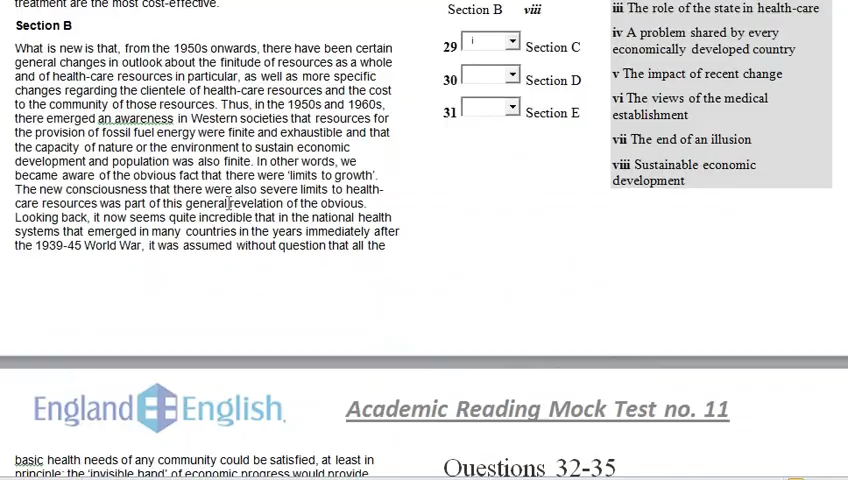 treatment are the most cost-effective.
Section B
What is new is that, from the 1950s onwards, there have been certain
general changes in outlook about the finitude of resources as a whole
and of health-care resources in particular, as well as more specific
changes regarding the clientele of health-care resources and the cost
to the community of those resources. Thus, in the 1950s and 1960s,
there emerged an awareness in Western societies that resources for
the provision of fossil fuel energy were finite and exhaustible and that
the capacity of nature or the environment to sustain economic
development and population was also finite. In other words, we
became aware of the obvious fact that there were ‘limits to growth’.
The new consciousness that there were also severe limits to health-
care resources was part of this general revelation of the obvious.
Looking back, it now seems quite incredible that in the national health
systems that emerged in many countries in the years immediately after
the 1939-45 World War, it was assumed without question that all the
Section B viii
29 i Section C
30 Section D
31 Section E
iii The role of the state in health-care
iv A problem shared by every
economically developed country
v The impact of recent change
vi The views of the medical
establishment
vii The end of an illusion
viii Sustainable economic
development
England English
Academic Reading Mock Test no. 11
basic health needs of any community could be satisfied, at least in
principle; the ‘invisible hand’ of economic progress would provide
Questions 32-35